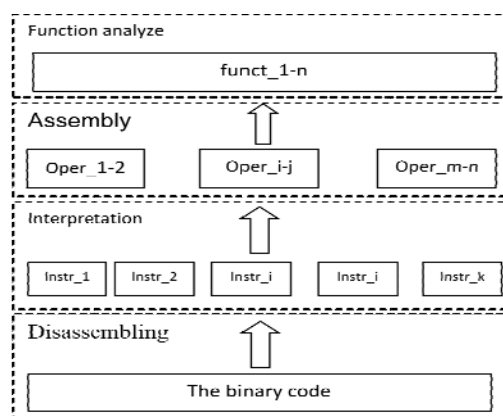 Function analyze
funct_1-n
Assembly
Oper_1-2 Oper_i-j Oper_m-n
Interpretation
Instr_1 Instr_2 Instr_i Instr_i Instr_k
Disassembling
The binary code